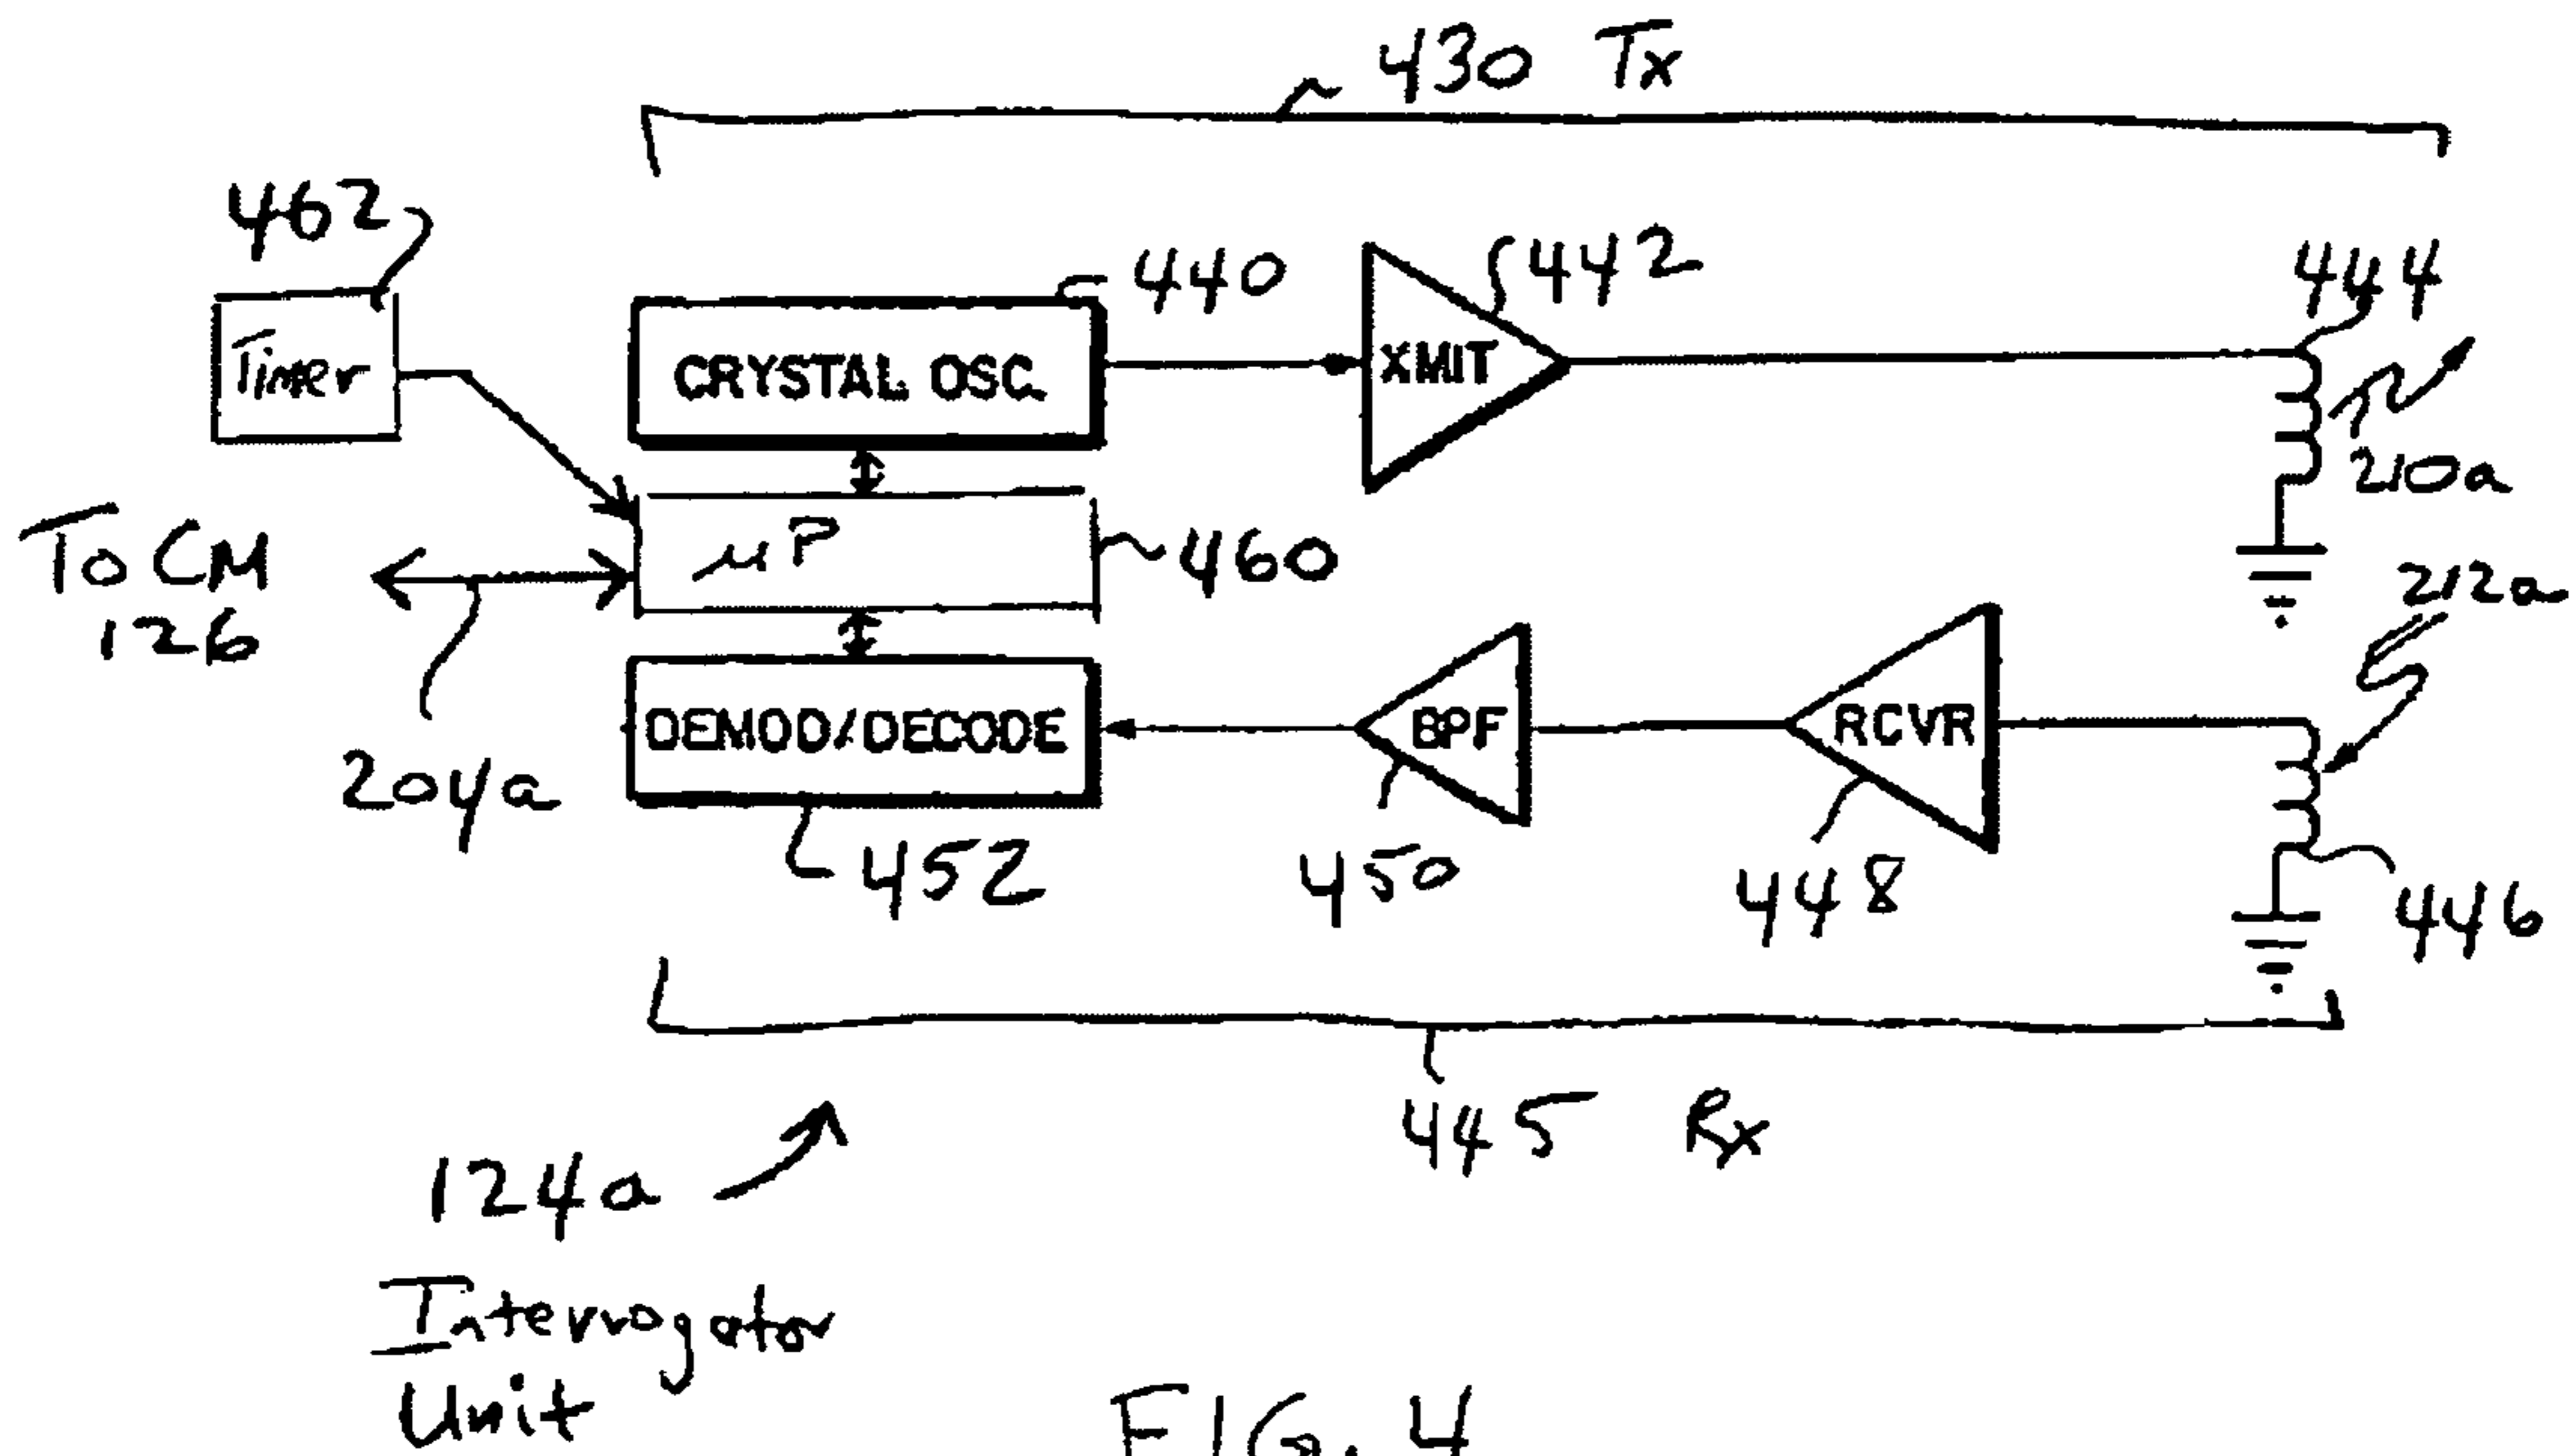 430 Tx
462
440
442
444
Timer
CRYSTAL OSC.
XMIT
210a
To CM
126
μP
460
212a
204a
DEMOD/DECODE
BPF
RCVR
452
450
448
446
445 Rx
124a
Interrogator
Unit
FIG. 4